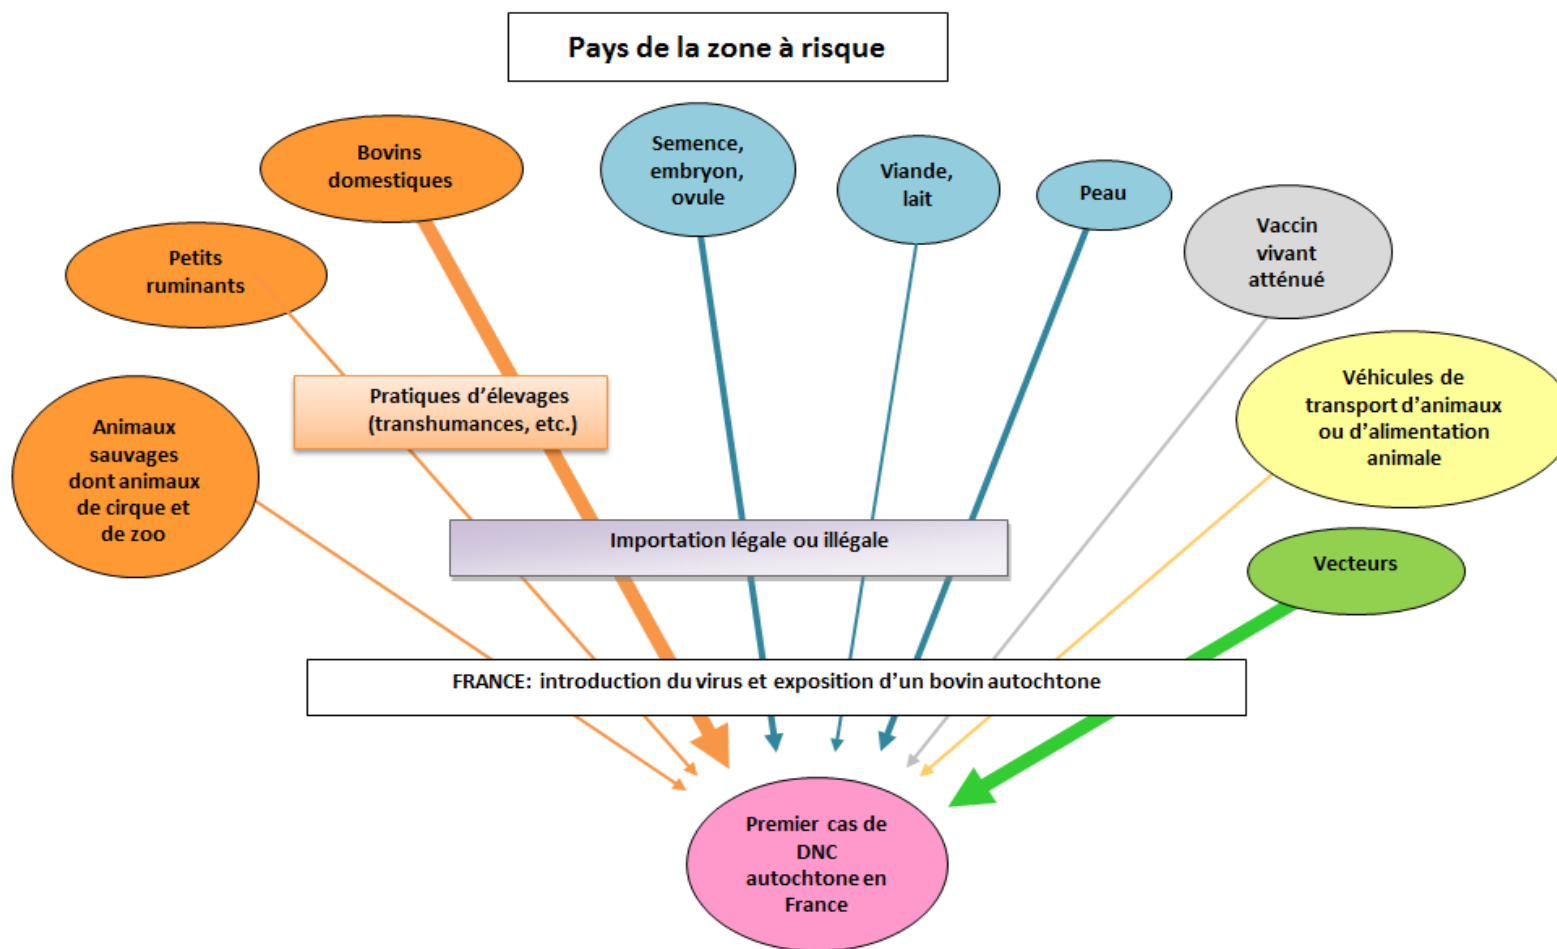 Pays de la zone à risque
Bovins
domestiques
Semence,
embryon,
ovule
Viande,
lait
Peau
Vaccin
vivant
atténué
Petits
ruminants
Animaux
sauvages
dont animaux
de cirque et
de zoo
Pratiques d'élevages
(transhumances, etc.)
Véhicules de
transport d'animaux
ou d'alimentation
animale
Importation légale ou illégale
Vecteurs
FRANCE: introduction du virus et exposition d'un bovin autochtone
Premier cas de
DNC
autochtone en
France